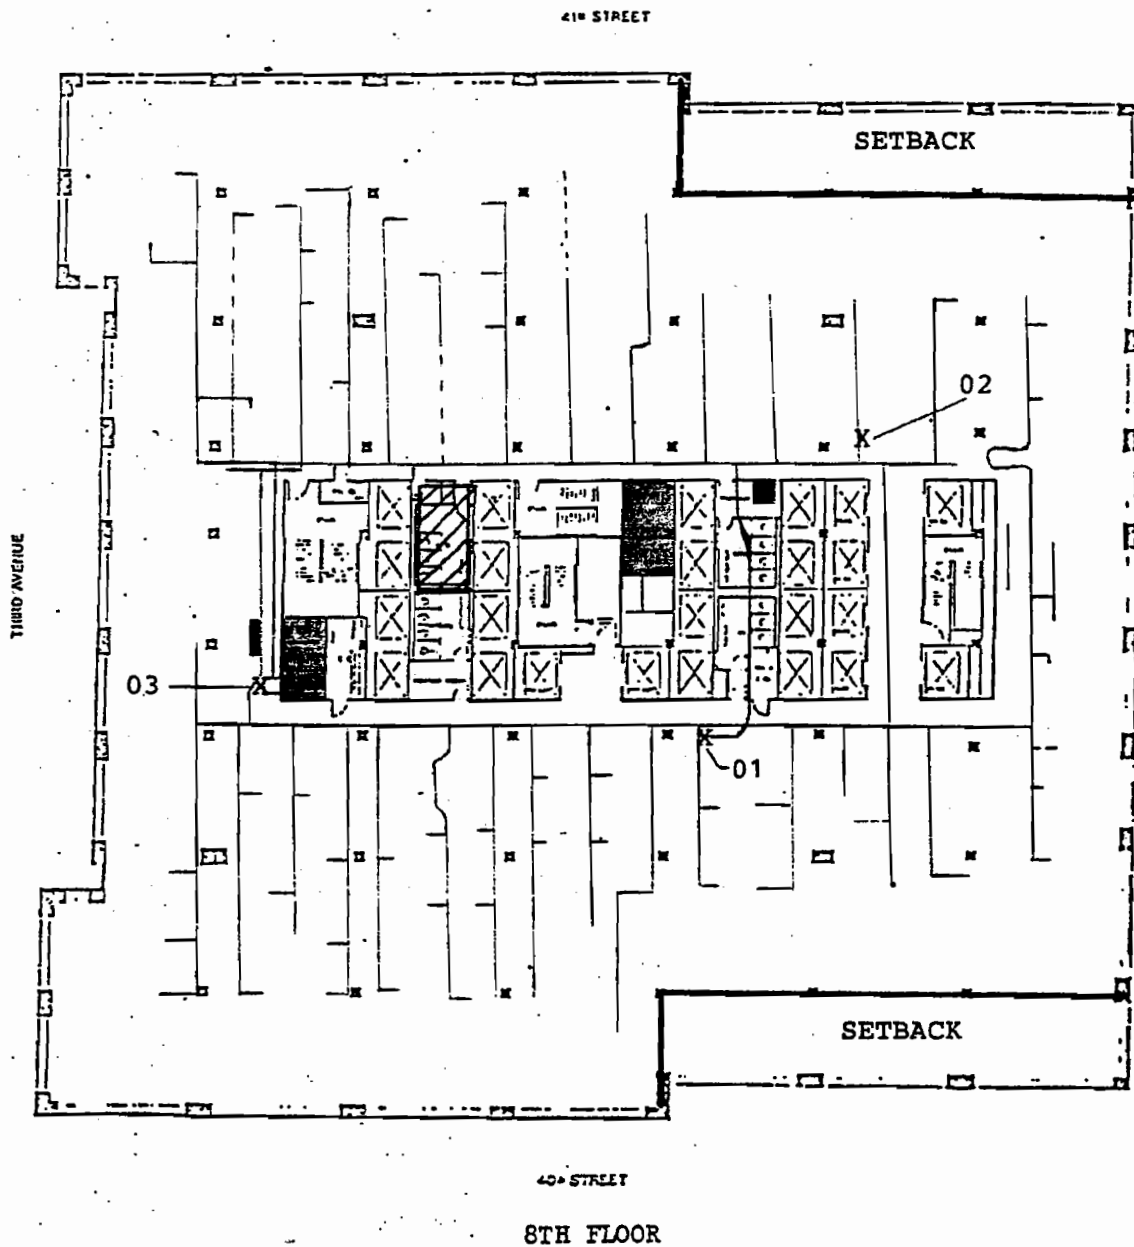 41st STREET
SETBACK
02
THIRD AVENUE
03
01
SETBACK
40th STREET
8TH FLOOR